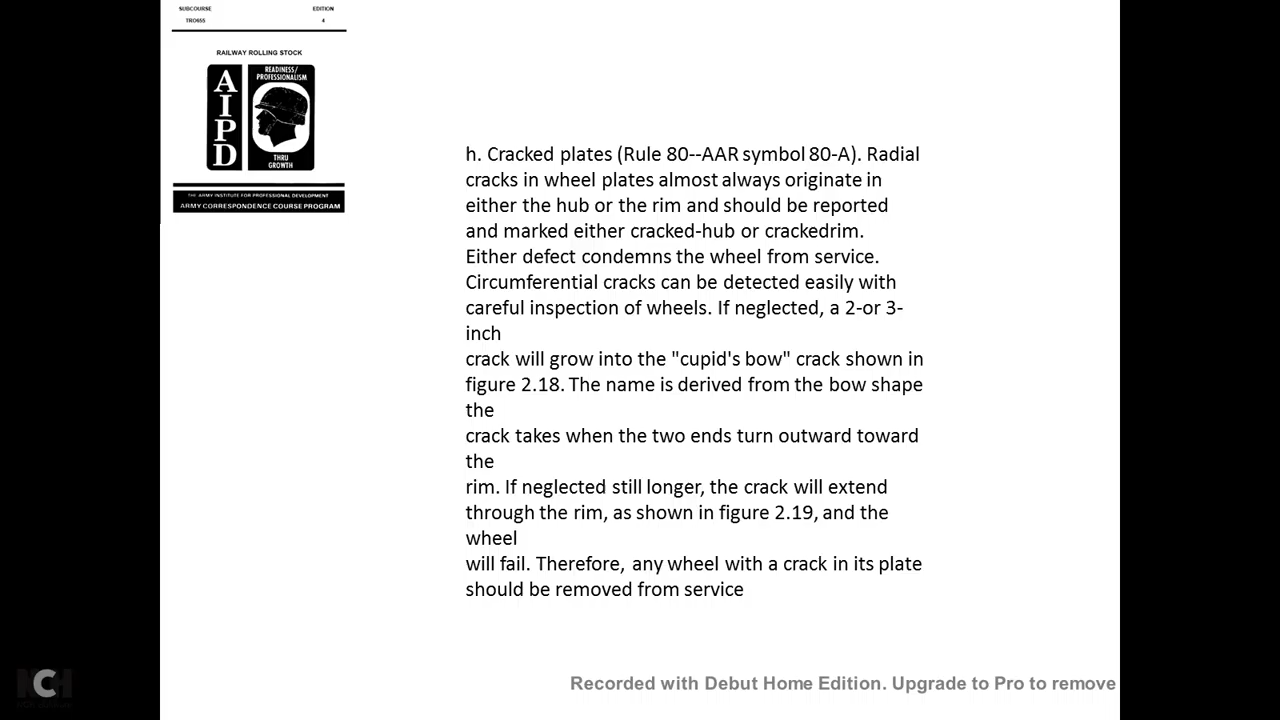 SUBCOURSE EDITION
TRO655 4
RAILWAY ROLLING STOCK
AIPD
READINESS/
PROFESSIONALISM
THRU
GROWTH
THE ARMY INSTITUTE FOR PROFESSIONAL DEVELOPMENT
ARMY CORRESPONDENCE COURSE PROGRAM
h. Cracked plates (Rule 80--AAR symbol 80-A). Radial
cracks in wheel plates almost always originate in
either the hub or the rim and should be reported
and marked either cracked-hub or crackedrim.
Either defect condemns the wheel from service.
Circumferential cracks can be detected easily with
careful inspection of wheels. If neglected, a 2-or 3-
inch
crack will grow into the "cupid's bow" crack shown in
figure 2.18. The name is derived from the bow shape
the
crack takes when the two ends turn outward toward
the
rim. If neglected still longer, the crack will extend
through the rim, as shown in figure 2.19, and the
wheel
will fail. Therefore, any wheel with a crack in its plate
should be removed from service
NCH
Recorded with Debut Home Edition. Upgrade to Pro to remove